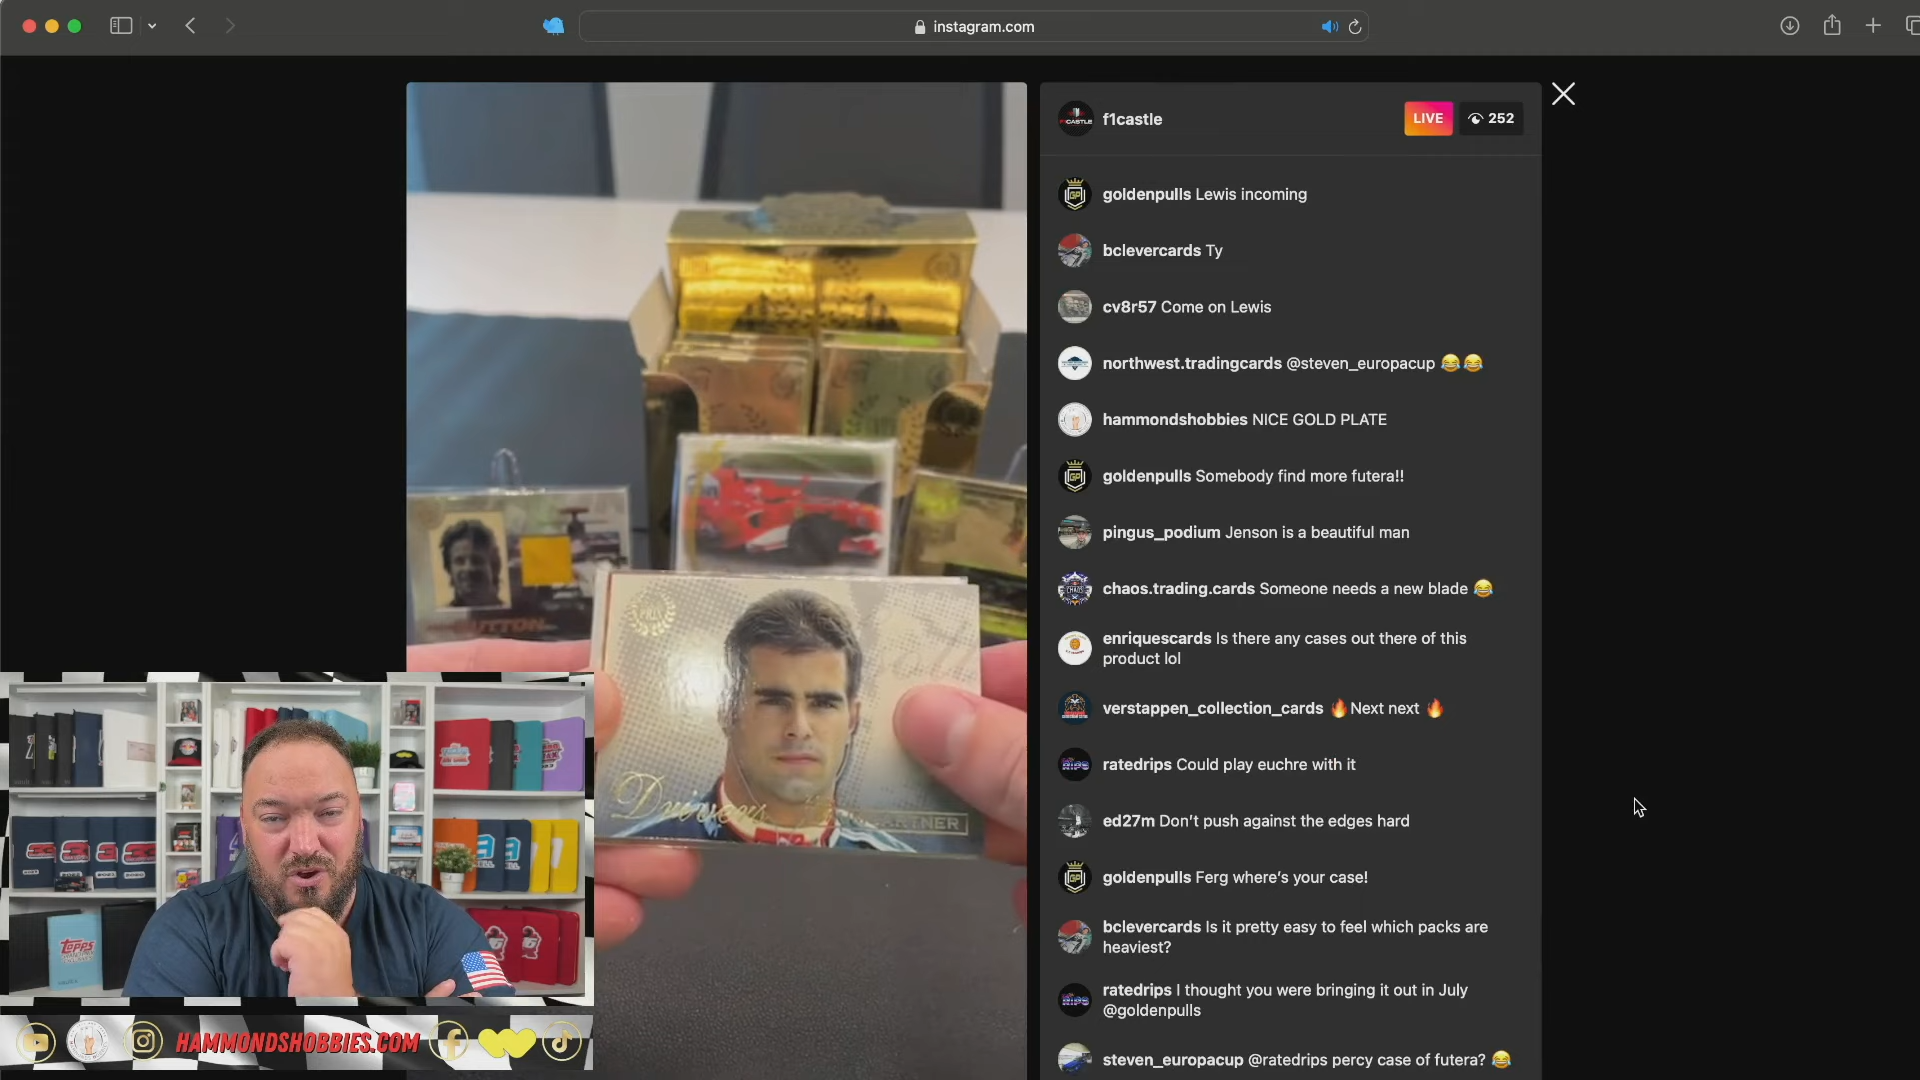 instagram.com
f1castle
LIVE
252
goldenpulls Lewis incoming
bclevercards Ty
cv8r57 Come on Lewis
northwest.tradingcards @steven_europacup 😂😂
hammondshobbies NICE GOLD PLATE
goldenpulls Somebody find more futera!!
pingus_podium Jenson is a beautiful man
chaos.trading.cards Someone needs a new blade 😂
enriquescards Is there any cases out there of this
product lol
verstappen_collection_cards 🔥Next next 🔥
ratedrips Could play euchre with it
ed27m Don't push against the edges hard
goldenpulls Ferg where's your case!
bclevercards Is it pretty easy to feel which packs are
heaviest?
ratedrips I thought you were bringing it out in July
@goldenpulls
steven_europacup @ratedrips percy case of futera? 😂
BUTTON
PRIX
Drivers
topps
HAMMONDSHOBBIES.COM